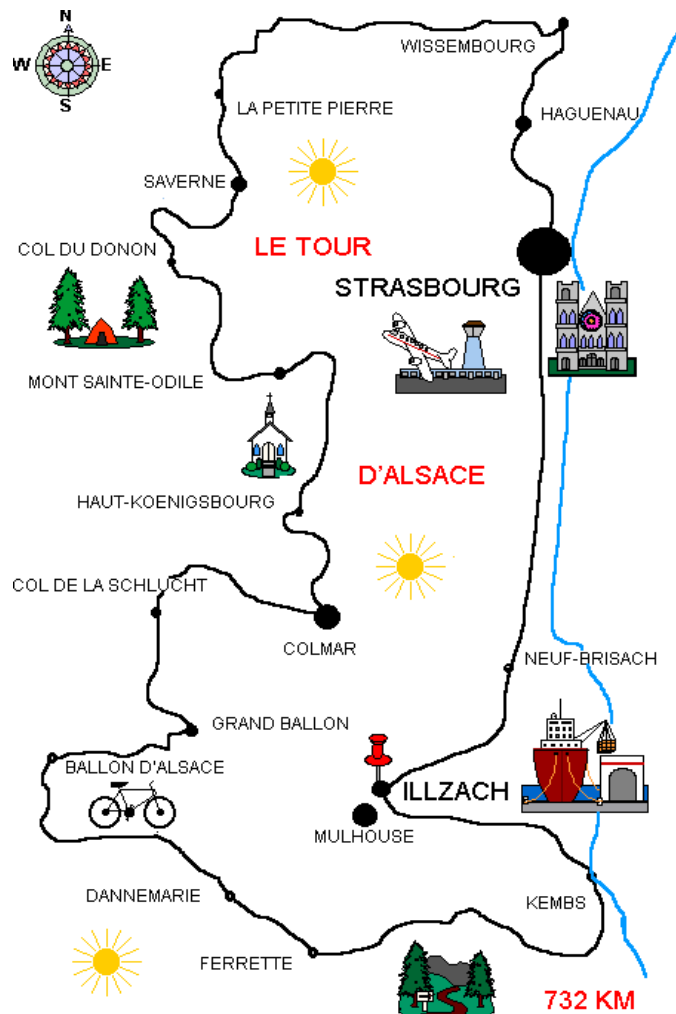 N
W E
S
WISSEMBOURG
LA PETITE PIERRE
HAGUENAU
SAVERNE
COL DU DONON
LE TOUR
STRASBOURG
MONT SAINTE-ODILE
D'ALSACE
HAUT-KOENIGSBOURG
COL DE LA SCHLUCHT
COLMAR
NEUF-BRISACH
GRAND BALLON
BALLON D'ALSACE
ILLZACH
MULHOUSE
DANNEMARIE
KEMBS
FERRETTE
732 KM